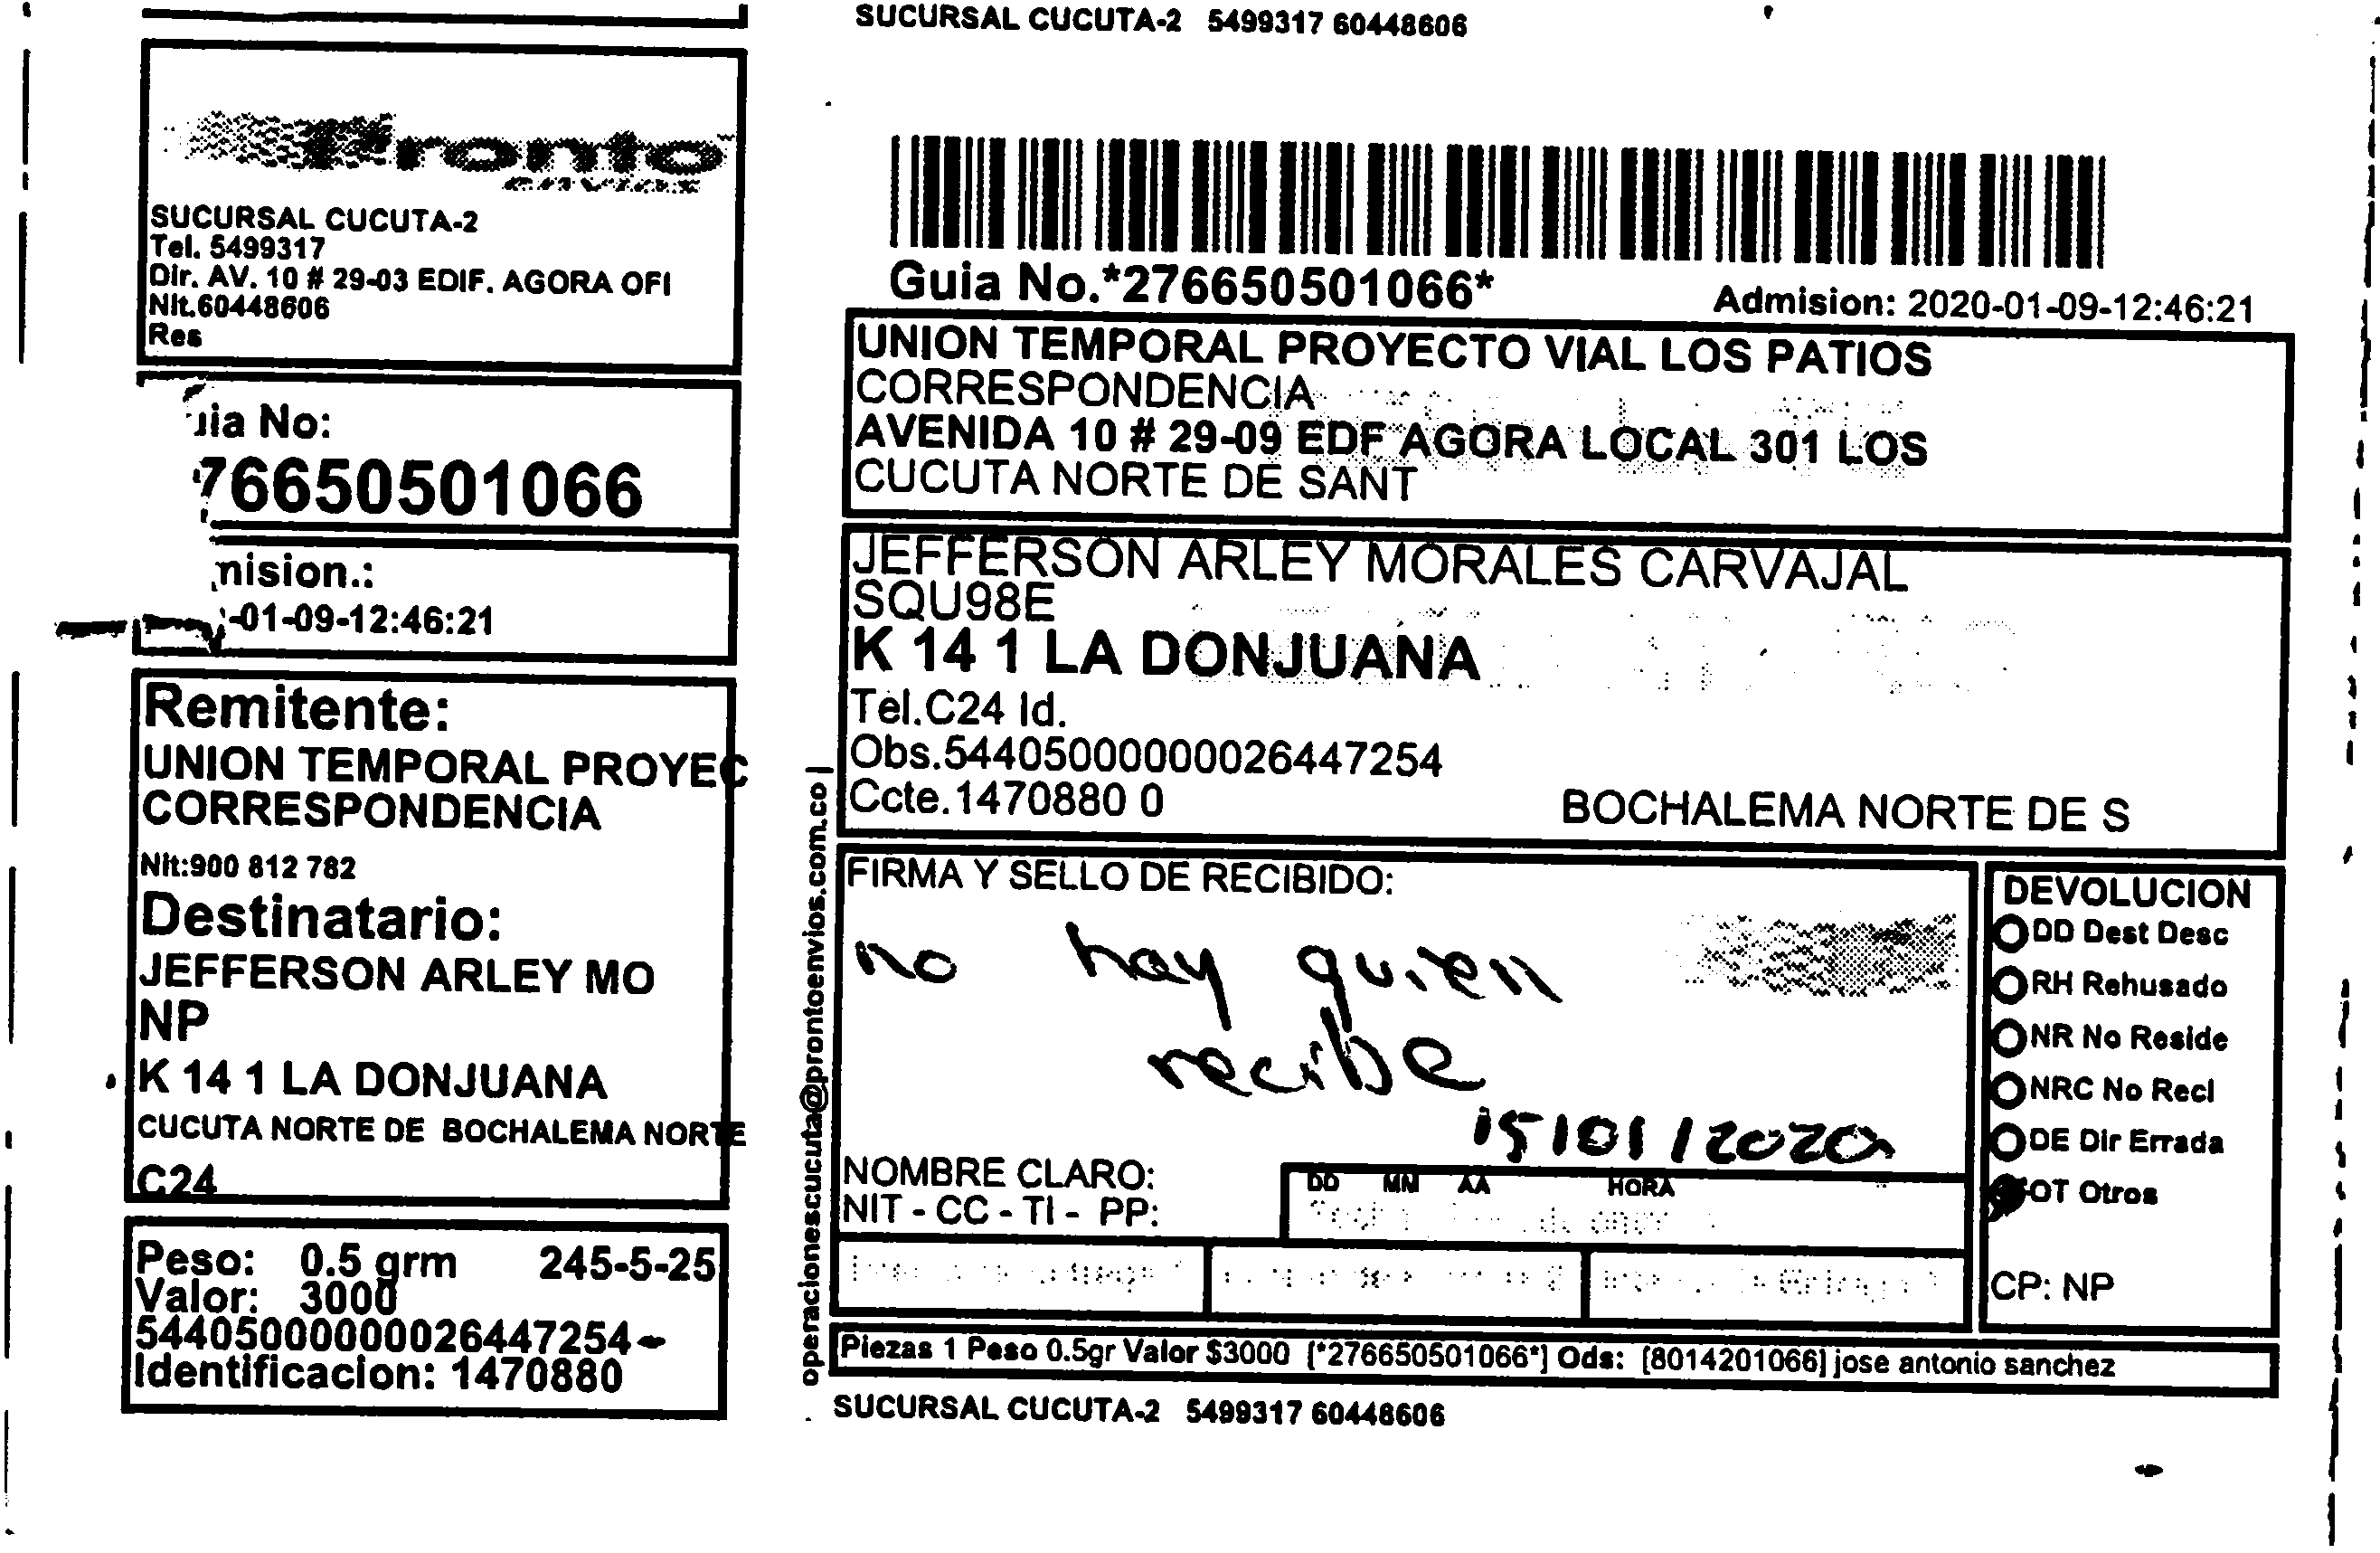 SUCURSAL CUCUTA-2 5499317 60448606
Pronto
envios
SUCURSAL CUCUTA-2
Tel. 5499317
Dir. AV. 10 # 29-03 EDIF. AGORA OFI
Nit.60448606
Res
uia No:
76650501066
mision.:
-01-09-12:46:21
Remitente:
UNION TEMPORAL PROYEC
CORRESPONDENCIA
Nit:900 812 782
Destinatario:
JEFFERSON ARLEY MO
NP
K 14 1 LA DONJUANA
CUCUTA NORTE DE BOCHALEMA NORTE
C24
Peso: 0.5 grm 245-5-25
Valor: 3000
544050000000026447254
Identificacion: 1470880
operacionescucuta@prontoenvios.com.co |
Guia No.*276650501066*
Admision: 2020-01-09-12:46:21
UNION TEMPORAL PROYECTO VIAL LOS PATIOS
CORRESPONDENCIA
AVENIDA 10 # 29-09 EDF AGORA LOCAL 301 LOS
CUCUTA NORTE DE SANT
JEFFERSON ARLEY MORALES CARVAJAL
SQU98E
K 14 1 LA DONJUANA
Tel.C24 Id.
Obs.544050000000026447254
Ccte.1470880 0
BOCHALEMA NORTE DE S
FIRMA Y SELLO DE RECIBIDO:
no hay quien
recibe
15/01/2020
NOMBRE CLARO:
NIT - CC - TI - PP:
DD MM AA HORA
DEVOLUCION
DD Dest Desc
RH Rehusado
NR No Reside
NRC No Recl
DE Dir Errada
OT Otros
CP: NP
Piezas 1 Peso 0.5gr Valor $3000 [*276650501066*] Ods: [8014201066] jose antonio sanchez
SUCURSAL CUCUTA-2 5499317 60448606